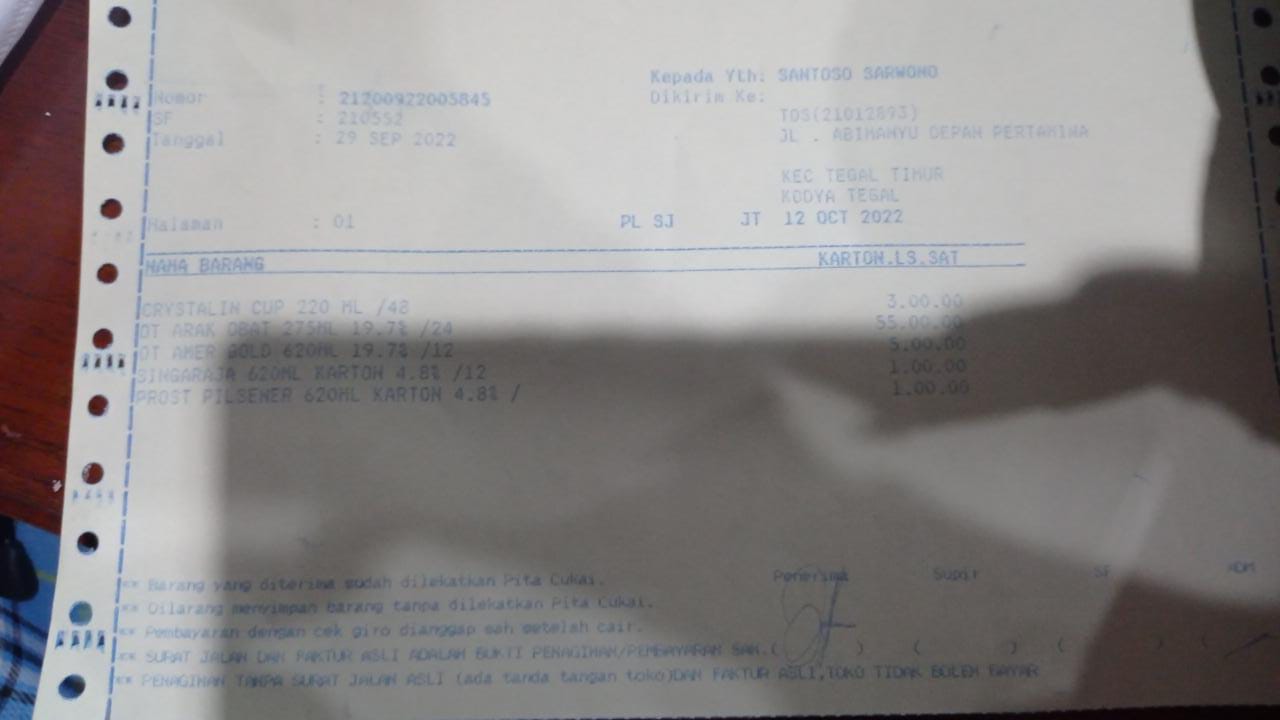 Kepada Yth: SANTOSO SARWONO
Nomor : 21200922005845 Dikirim Ke:
SF : 210552 TOS(21012893)
Tanggal : 29 SEP 2022 JL . ABIMANYU DEPAN PERTAMINA
KEC TEGAL TIMUR
KODYA TEGAL
Halaman : 01 PL SJ JT 12 OCT 2022
NAMA BARANG KARTON.LS.SAT
CRYSTALIN CUP 220 ML /48 3.00.00
OT ARAK OBAT 275ML 19.7% /24 55.00.00
OT AMER GOLD 620ML 19.7% /12 5.00.00
SINGARAJA 620ML KARTON 4.8% /12 1.00.00
PROST PILSENER 620ML KARTON 4.8% / 1.00.00
Penerima Supir SF ADM
** Barang yang diterima sudah dilekatkan Pita Cukai.
** Dilarang menyimpan barang tanpa dilekatkan Pita Cukai.
** Pembayaran dengan cek giro dianggap sah setelah cair.
** SURAT JALAN DAN FAKTUR ASLI ADALAH BUKTI PENAGIHAN/PEMBAYARAN SAH.( ) ( ) ( ) (
** PENAGIHAN TANPA SURAT JALAN ASLI (ada tanda tangan toko)DAN FAKTUR ASLI,TOKO TIDAK BOLEH BAYAR